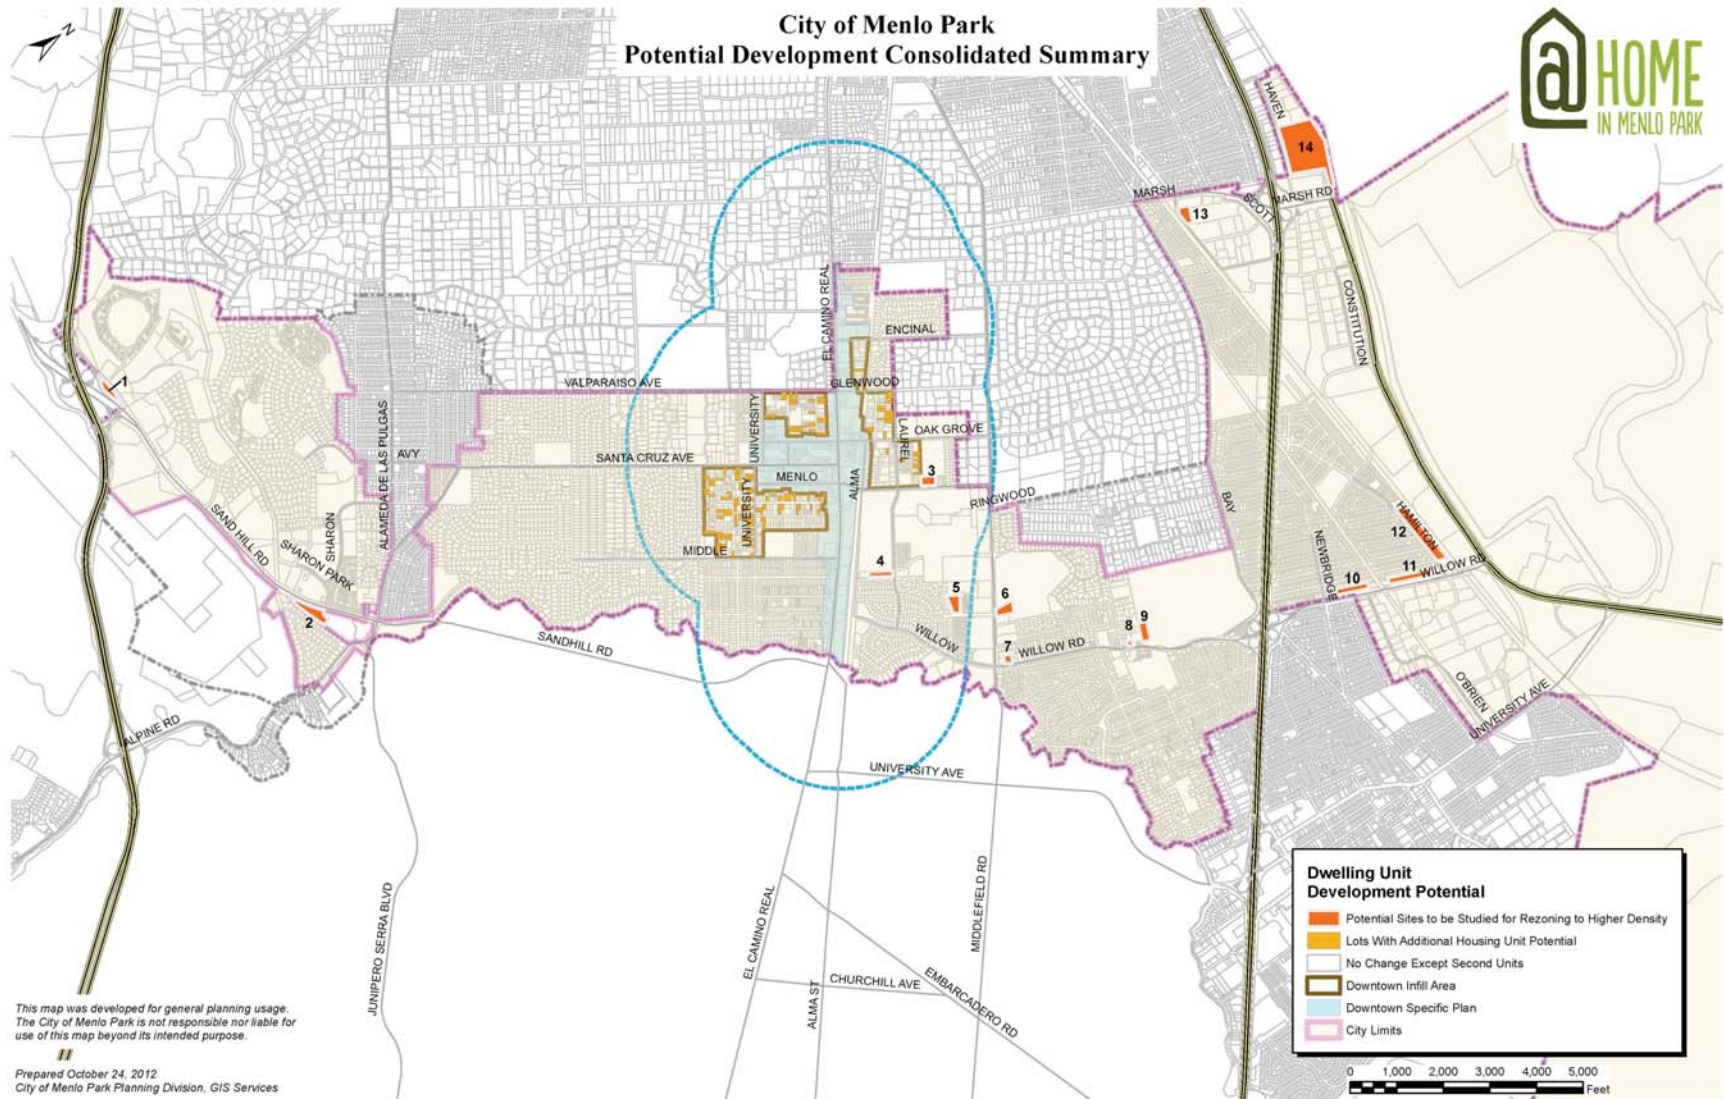 City of Menlo Park
Potential Development Consolidated Summary
@ HOME
IN MENLO PARK
Z
HAVEN
14
MARSH
SCOTT
MARSH RD
13
CONSTITUTION
EL CAMINO REAL
ENCINAL
1
VALPARAISO AVE
GLENWOOD
ALAMEDA DE LAS PULGAS
UNIVERSITY
LAUREL
OAK GROVE
AVY
SANTA CRUZ AVE
MENLO
ALMA
3
RINGWOOD
BAY
SAND HILL RD
SHARON
SHARON PARK
UNIVERSITY
MIDDLE
HAMILTON
12
NEWBRIDGE
4
10
11
WILLOW RD
2
5
6
9
8
7
WILLOW
WILLOW RD
SANDHILL RD
O'BRIEN
UNIVERSITY AVE
ALPINE RD
UNIVERSITY AVE
JUNIPERO SERRA BLVD
EL CAMINO REAL
MIDDLEFIELD RD
CHURCHILL AVE
EMBARCADERO RD
ALMA ST
Dwelling Unit
Development Potential
Potential Sites to be Studied for Rezoning to Higher Density
Lots With Additional Housing Unit Potential
No Change Except Second Units
Downtown Infill Area
Downtown Specific Plan
City Limits
0 1,000 2,000 3,000 4,000 5,000
Feet
This map was developed for general planning usage.
The City of Menlo Park is not responsible nor liable for
use of this map beyond its intended purpose.
Prepared October 24, 2012
City of Menlo Park Planning Division, GIS Services